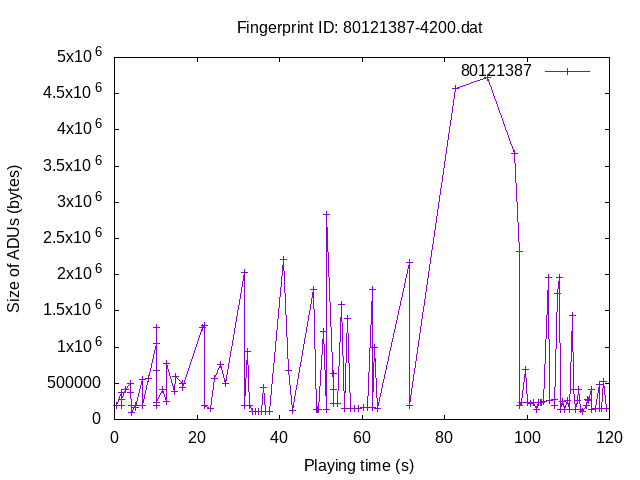 Fingerprint ID: 80121387-4200.dat
5x10^6
80121387
4.5x10^6
4x10^6
3.5x10^6
3x10^6
2.5x10^6
2x10^6
1.5x10^6
1x10^6
500000
0
Size of ADUs (bytes)
0 20 40 60 80 100 120
Playing time (s)